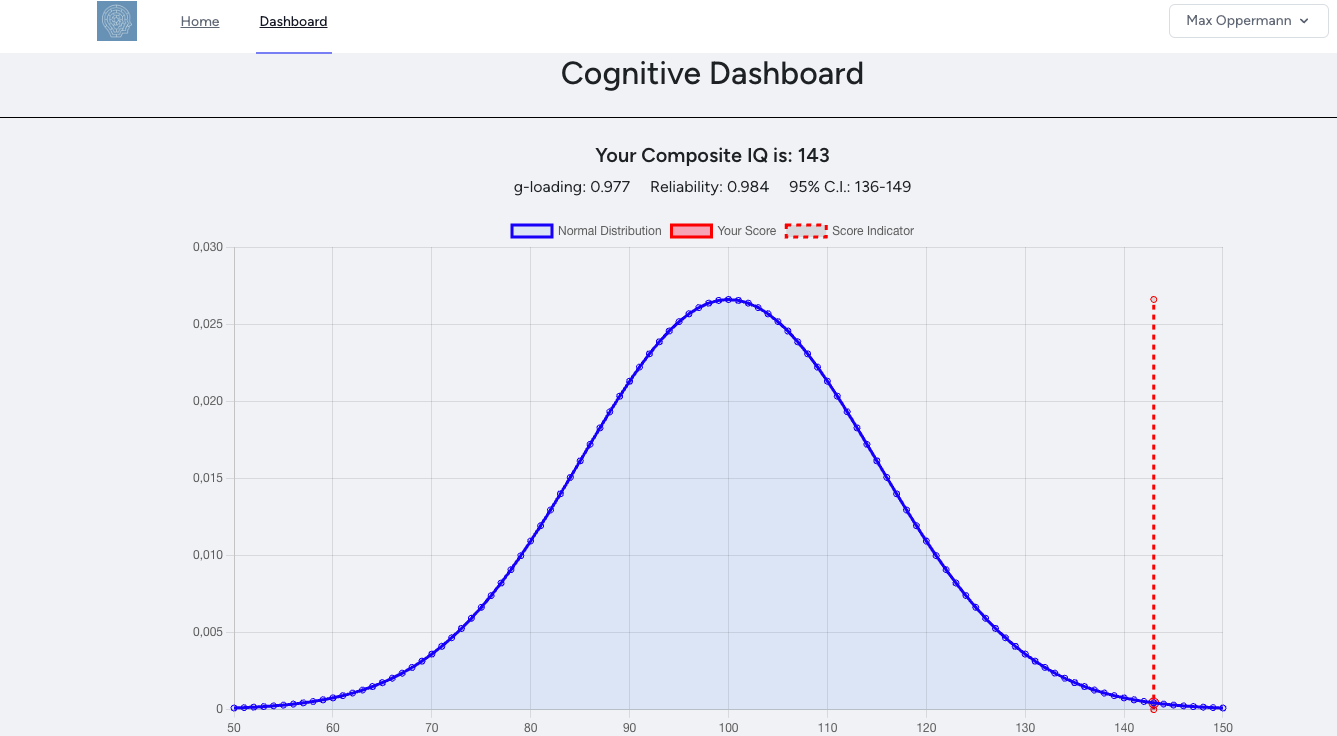 Home Dashboard Max Oppermann
Cognitive Dashboard
Your Composite IQ is: 143
g-loading: 0.977 Reliability: 0.984 95% C.I.: 136-149
Normal Distribution Your Score Score Indicator
0,030
0,025
0,020
0,015
0,010
0,005
0
50 60 70 80 90 100 110 120 130 140 150